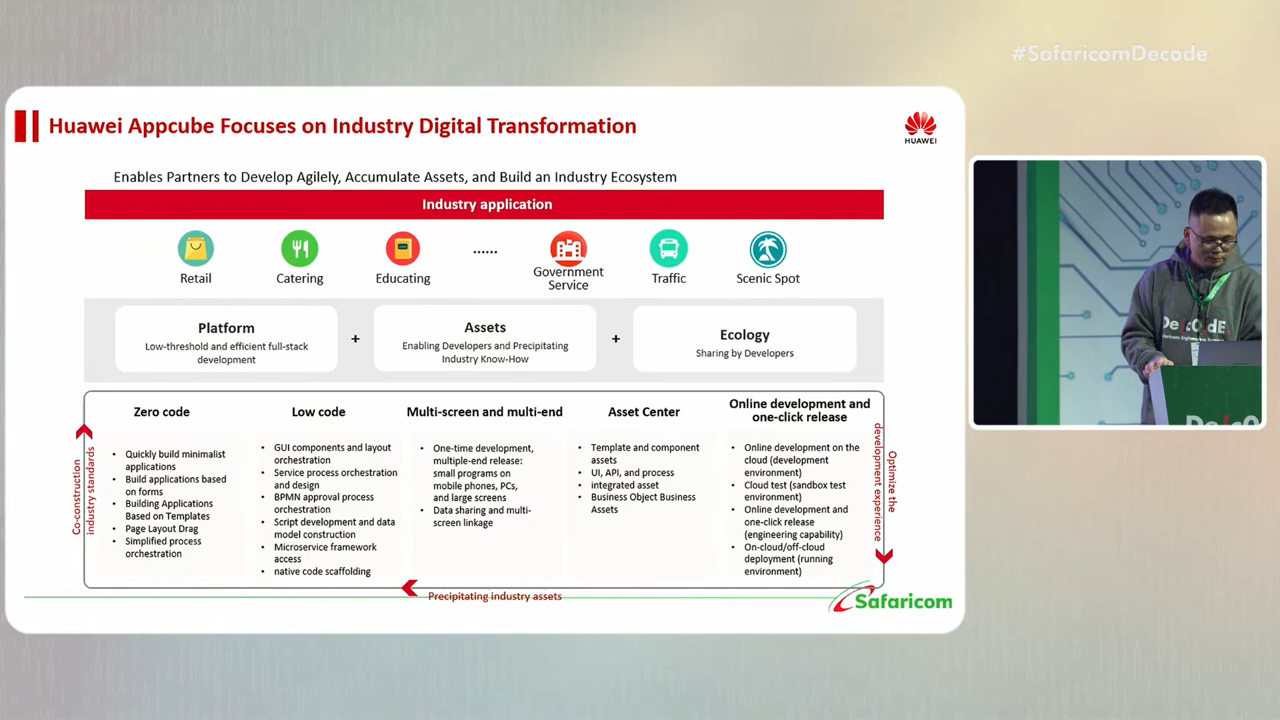 #SafaricomDecode
Huawei Appcube Focuses on Industry Digital Transformation
HUAWEI
Enables Partners to Develop Agilely, Accumulate Assets, and Build an Industry Ecosystem
Industry application
Retail
Catering
Educating
......
Government
Service
Traffic
Scenic Spot
Platform
Low-threshold and efficient full-stack
development
+
Assets
Enabling Developers and Precipitating
Industry Know-How
+
Ecology
Sharing by Developers
Co-construction
industry standards
Zero code
• Quickly build minimalist
applications
• Build applications based
on forms
• Building Applications
Based on Templates
• Page Layout Drag
• Simplified process
orchestration
Low code
• GUI components and layout
orchestration
• Service process orchestration
and design
• BPMN approval process
orchestration
• Script development and data
model construction
• Microservice framework
access
• native code scaffolding
Multi-screen and multi-end
• One-time development,
multiple-end release:
small programs on
mobile phones, PCs,
and large screens
• Data sharing and multi-
screen linkage
Asset Center
• Template and component
assets
• UI, API, and process
• integrated asset
• Business Object Business
Assets
Online development and
one-click release
• Online development on the
cloud (development
environment)
• Cloud test (sandbox test
environment)
• Online development and
one-click release
(engineering capability)
• On-cloud/off-cloud
deployment (running
environment)
Optimize the
development experience
Precipitating industry assets
Safaricom